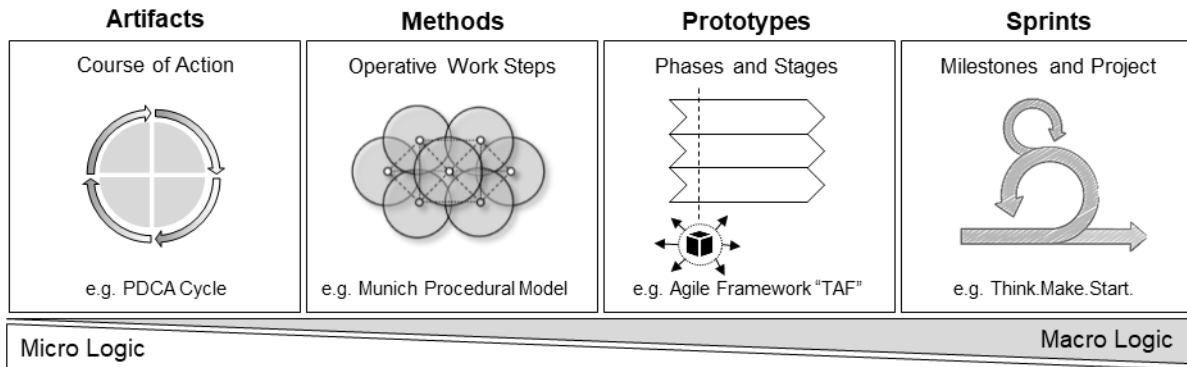 Artifacts
Methods
Prototypes
Sprints
Course of Action
Operative Work Steps
Phases and Stages
Milestones and Project
e.g. PDCA Cycle
e.g. Munich Procedural Model
e.g. Agile Framework “TAF”
e.g. Think.Make.Start.
Micro Logic
Macro Logic